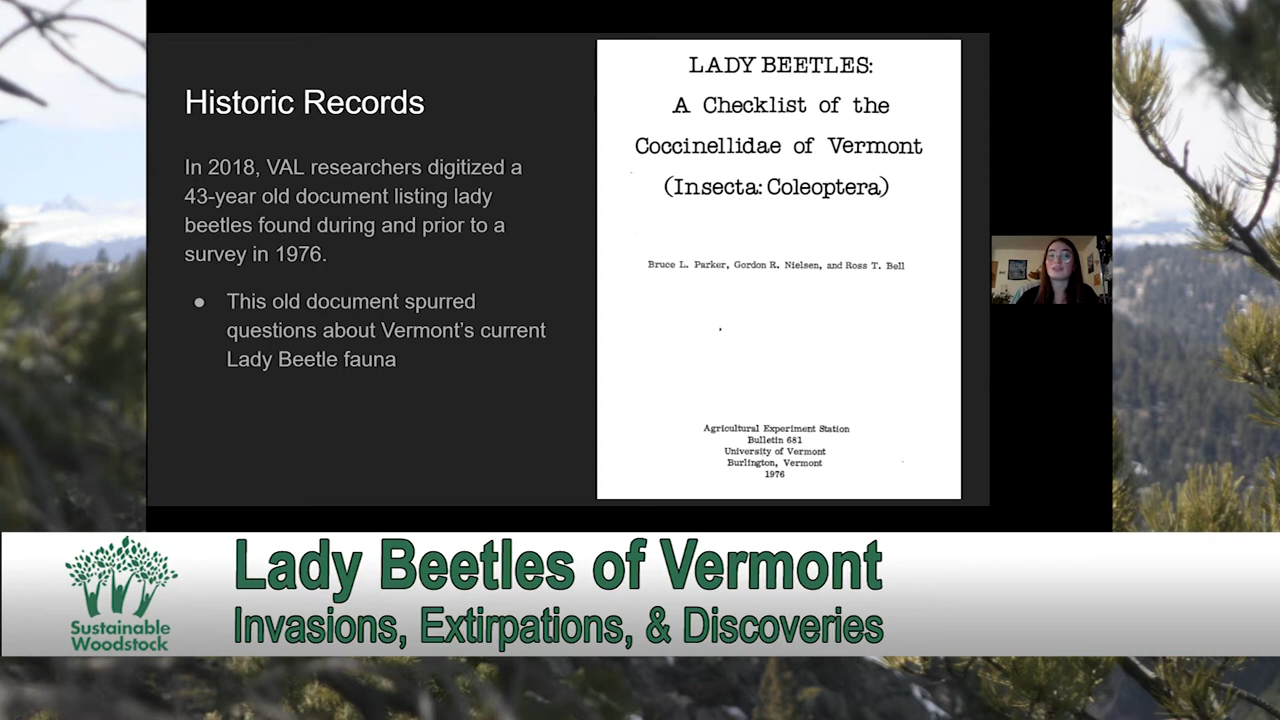 Historic Records
In 2018, VAL researchers digitized a
43-year old document listing lady
beetles found during and prior to a
survey in 1976.
● This old document spurred
questions about Vermont's current
Lady Beetle fauna
LADY BEETLES:
A Checklist of the
Coccinellidae of Vermont
(Insecta: Coleoptera)
Bruce L. Parker, Gordon R. Nielsen, and Ross T. Bell
Agricultural Experiment Station
Bulletin 681
University of Vermont
Burlington, Vermont
1976
Sustainable
Woodstock
Lady Beetles of Vermont
Invasions, Extirpations, & Discoveries